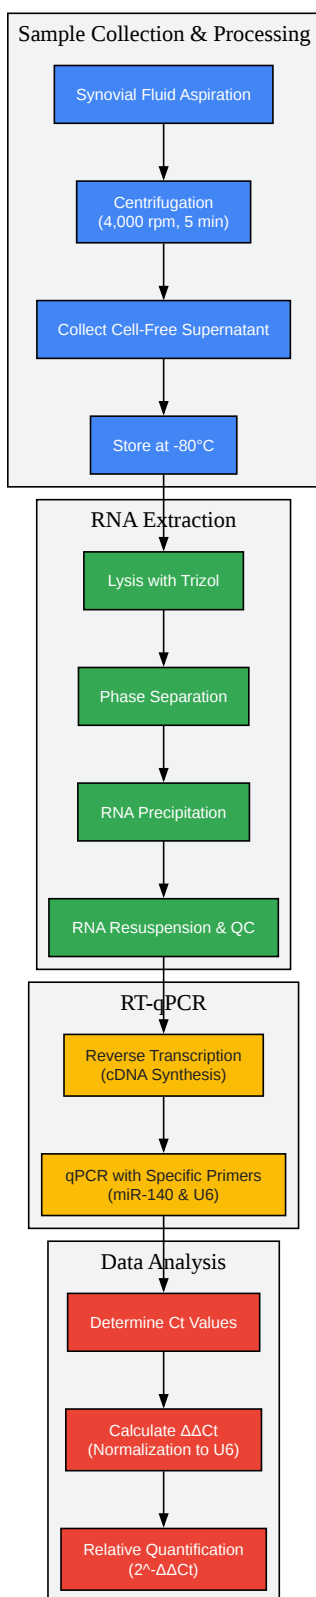 Sample Collection & Processing
Synovial Fluid Aspiration
Centrifugation
(4,000 rpm, 5 min)
Collect Cell-Free Supernatant
Store at -80°C
RNA Extraction
Lysis with Trizol
Phase Separation
RNA Precipitation
RNA Resuspension & QC
RT-qPCR
Reverse Transcription
(cDNA Synthesis)
qPCR with Specific Primers
(miR-140 & U6)
Data Analysis
Determine Ct Values
Calculate ΔΔCt
(Normalization to U6)
Relative Quantification
(2^-ΔΔCt)